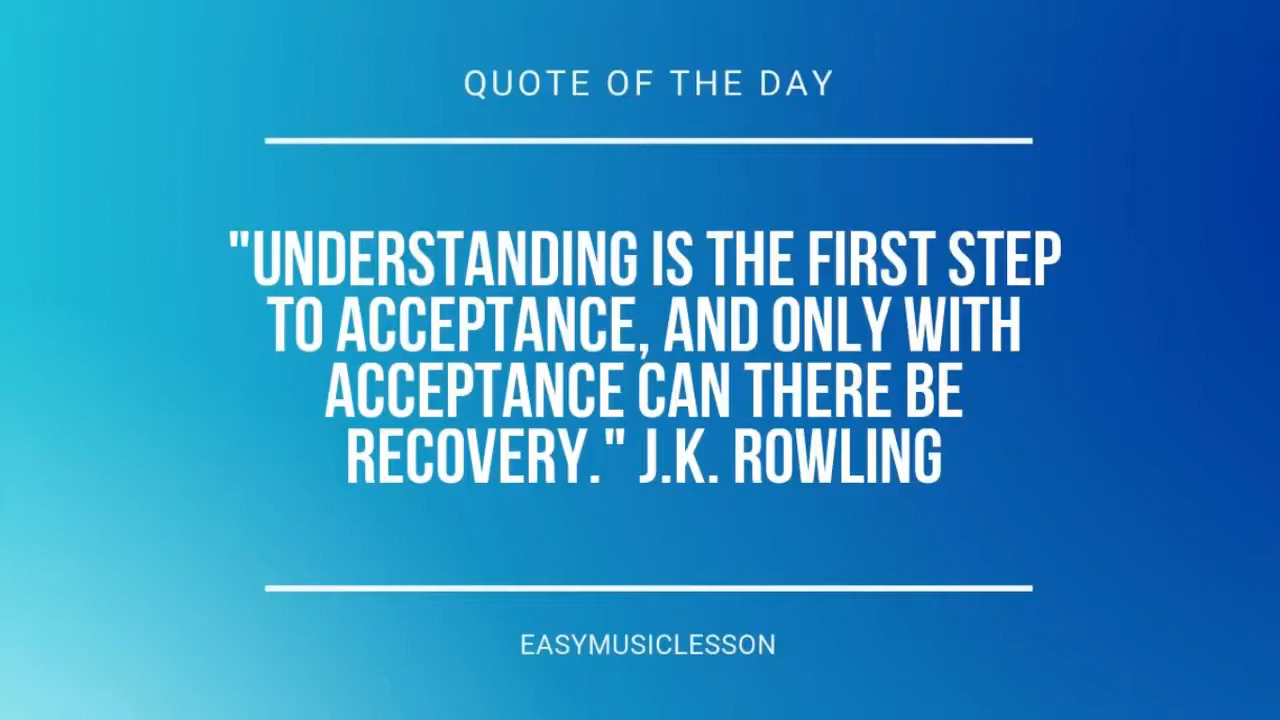 QUOTE OF THE DAY
"UNDERSTANDING IS THE FIRST STEP
TO ACCEPTANCE, AND ONLY WITH
ACCEPTANCE CAN THERE BE
RECOVERY." J.K. ROWLING
EASYMUSICLESSON